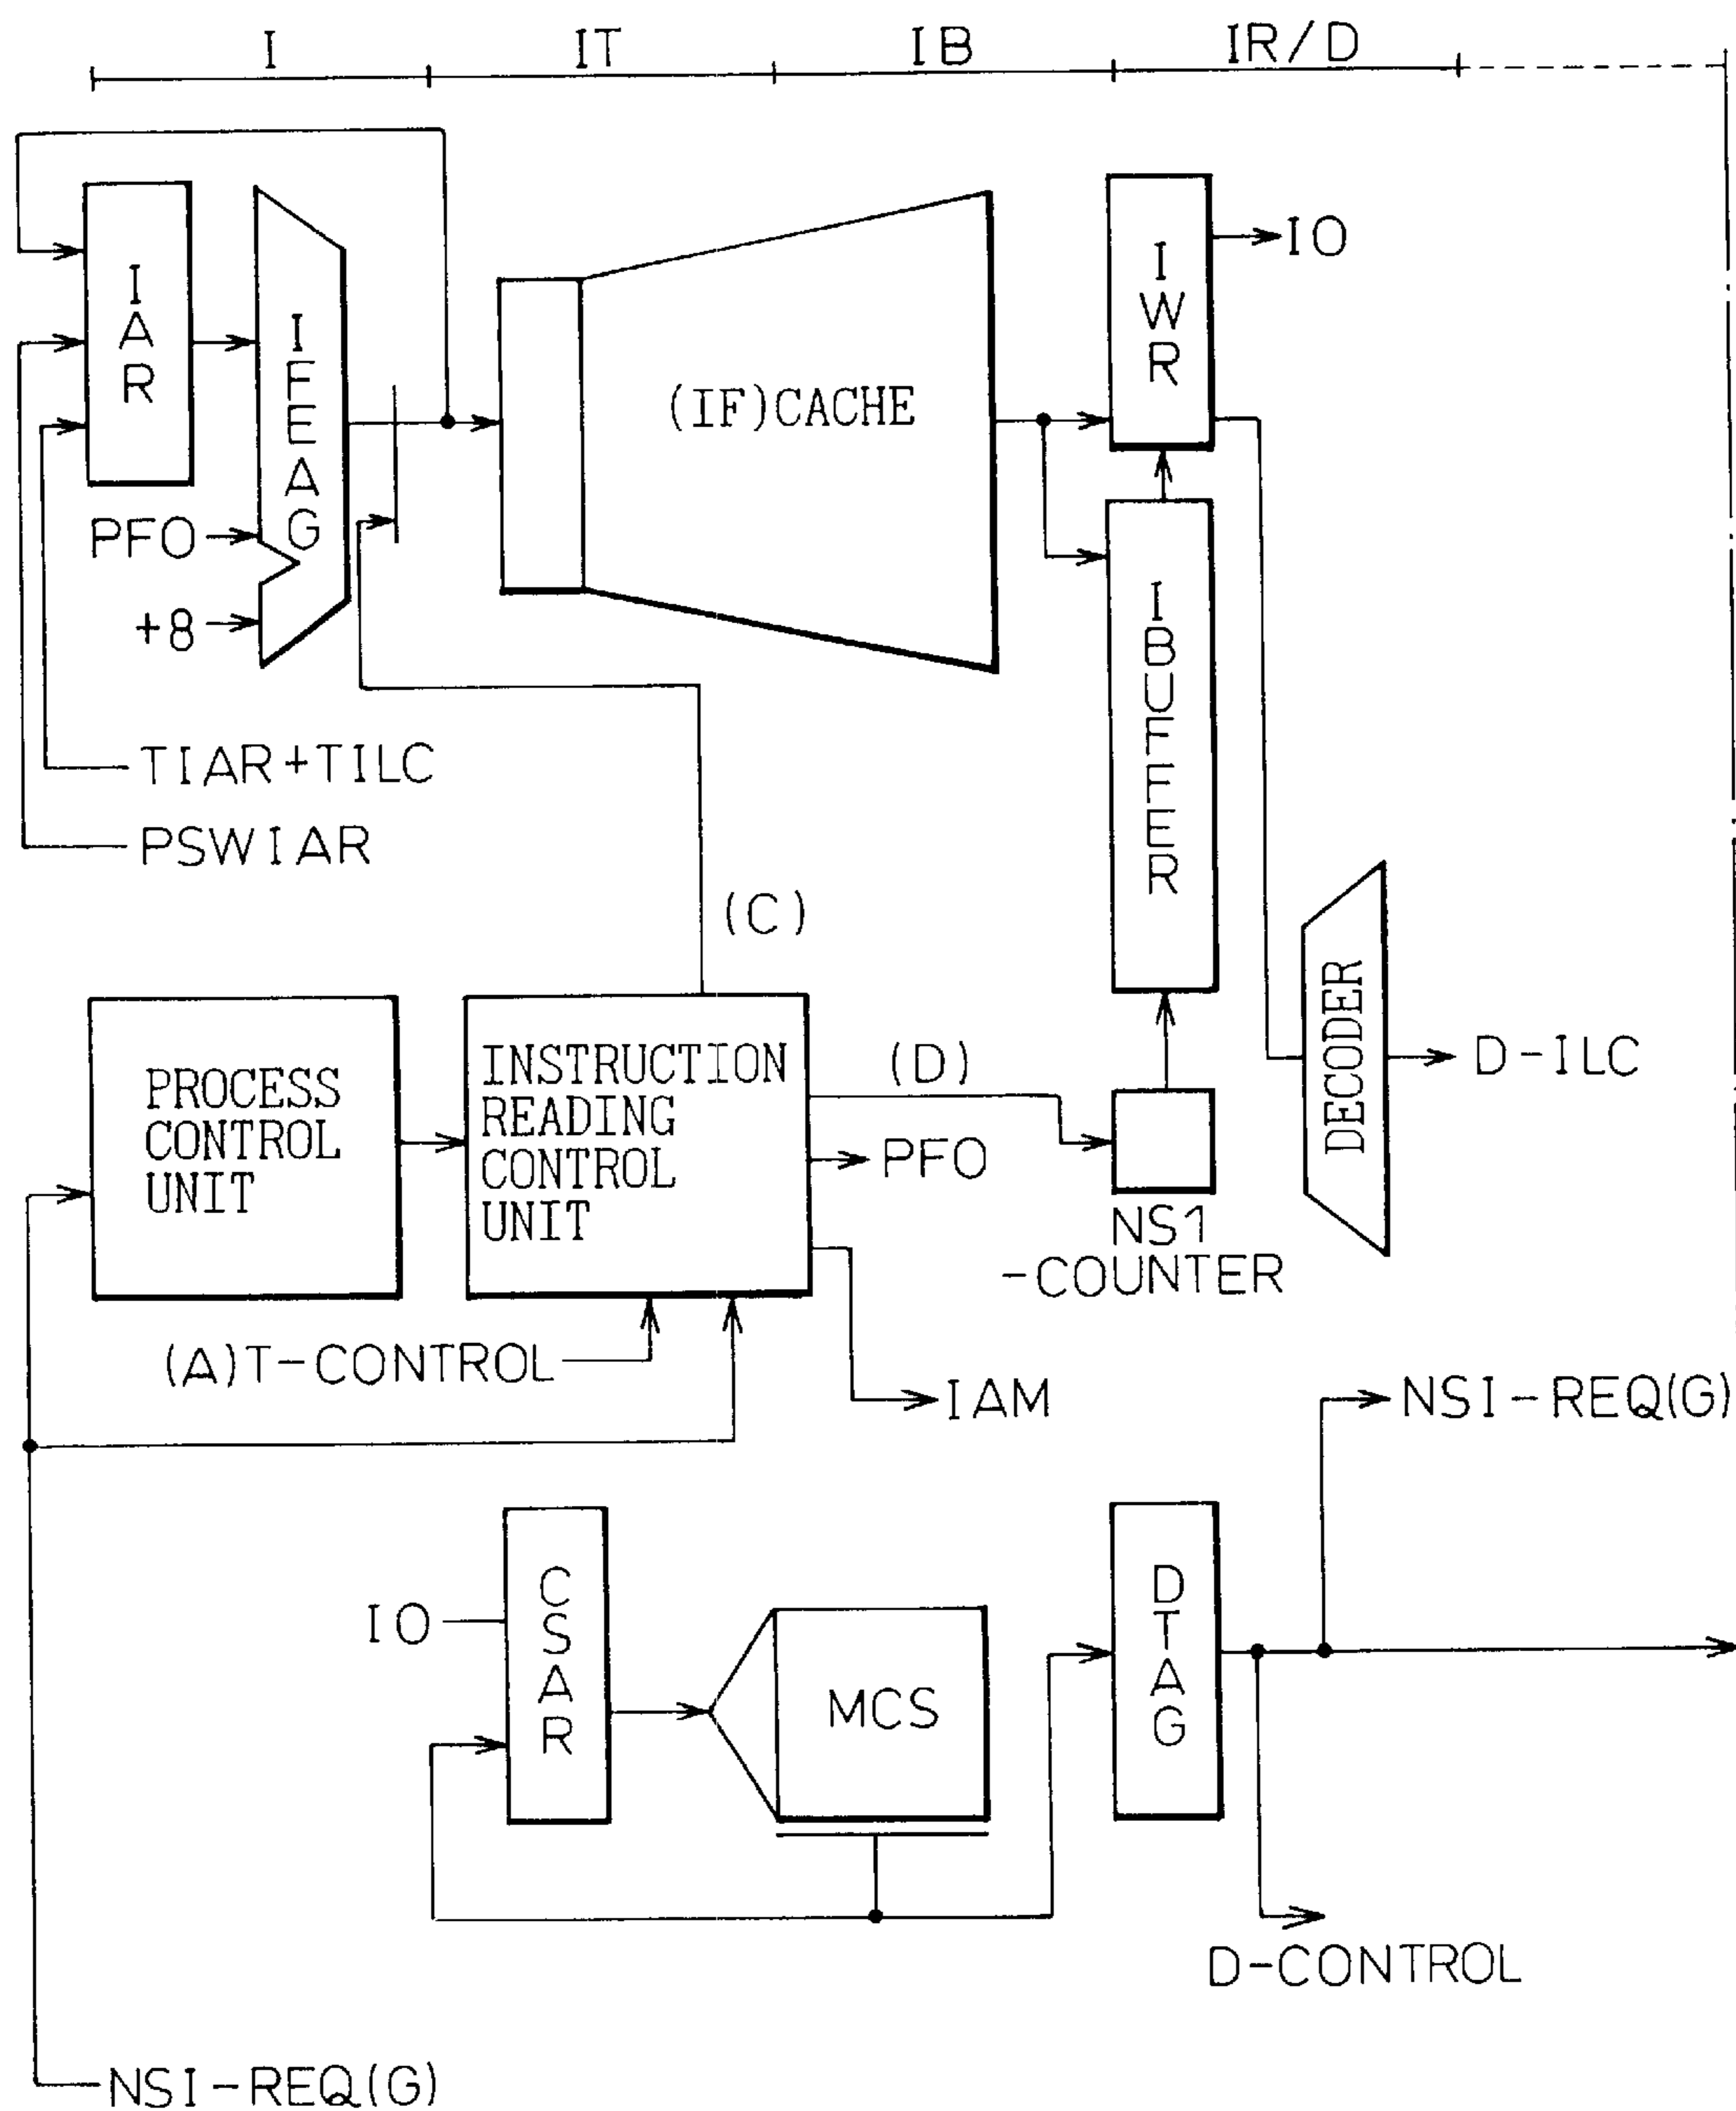 I IT IB IR/D
IAR
IFEAG
(IF)CACHE
IWR
IO
PFO
+8
IBUFFER
TIAR+TILC
PSWIAR
(C)
DECODER
D-ILC
PROCESS
CONTROL
UNIT
INSTRUCTION
READING
CONTROL
UNIT
(D)
PFO
NS1
-COUNTER
(A)T-CONTROL
IAM
NSI-REQ(G)
CSAR
IO
MCS
DTAG
D-CONTROL
NSI-REQ(G)